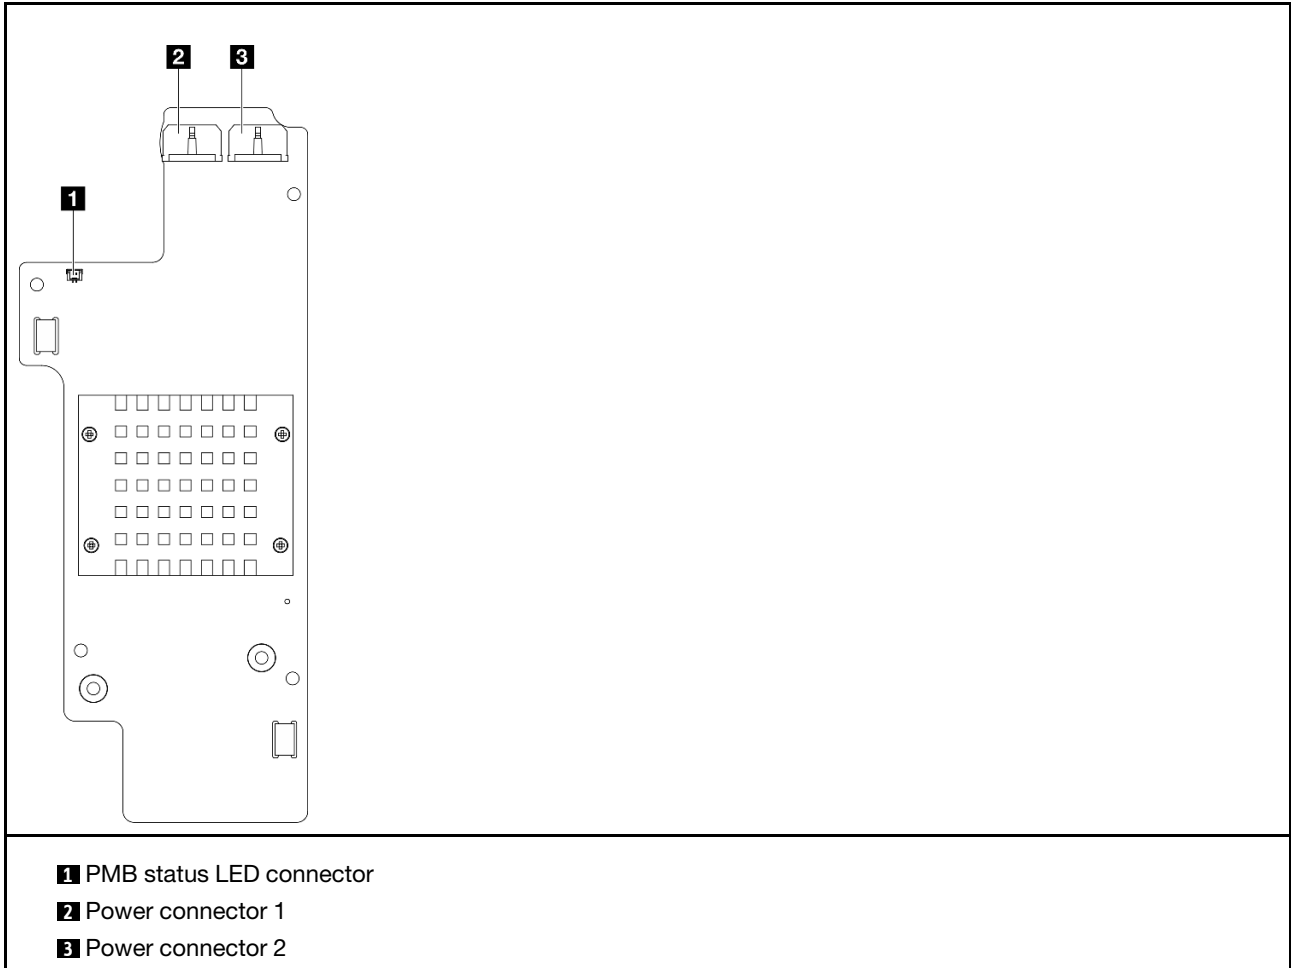 2 3
1
1 PMB status LED connector
2 Power connector 1
3 Power connector 2